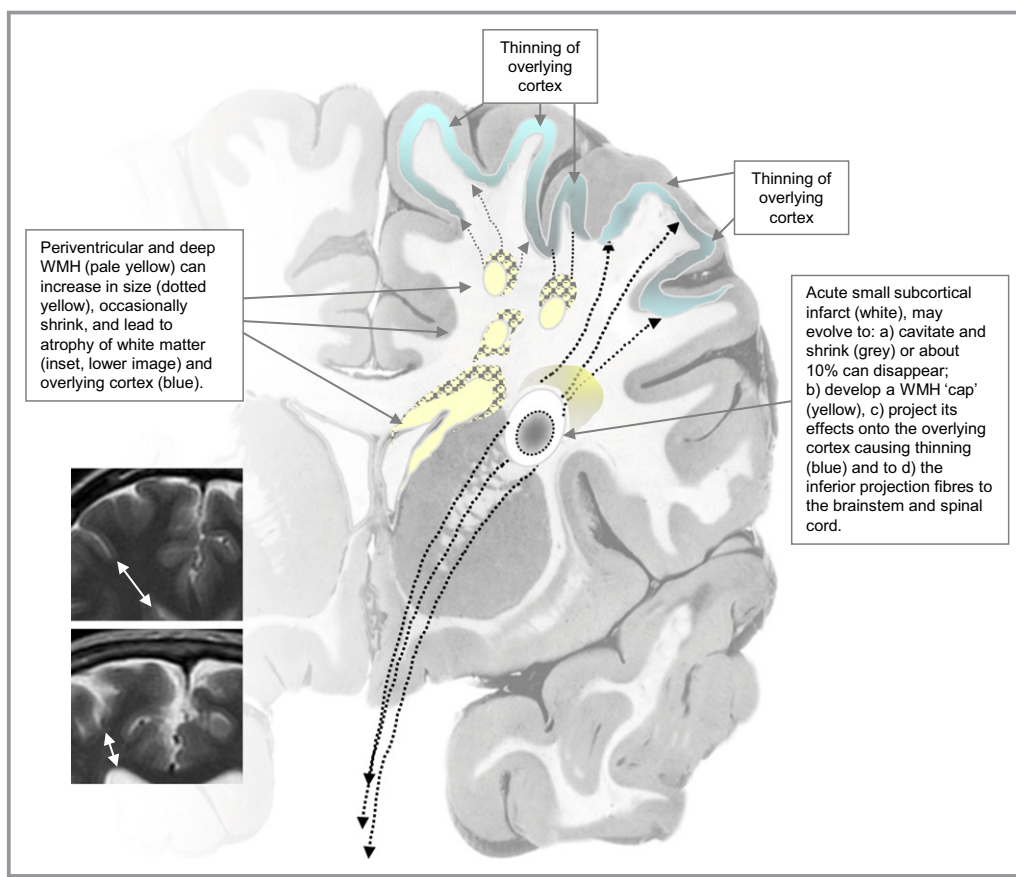 Thinning of
overlying
cortex
Thinning of
overlying
cortex
Periventricular and deep
WMH (pale yellow) can
increase in size (dotted
yellow), occasionally
shrink, and lead to
atrophy of white matter
(inset, lower image) and
overlying cortex (blue).
Acute small subcortical
infarct (white), may
evolve to: a) cavitate and
shrink (grey) or about
10% can disappear;
b) develop a WMH ‘cap’
(yellow), c) project its
effects onto the overlying
cortex causing thinning
(blue) and to d) the
inferior projection fibres to
the brainstem and spinal
cord.